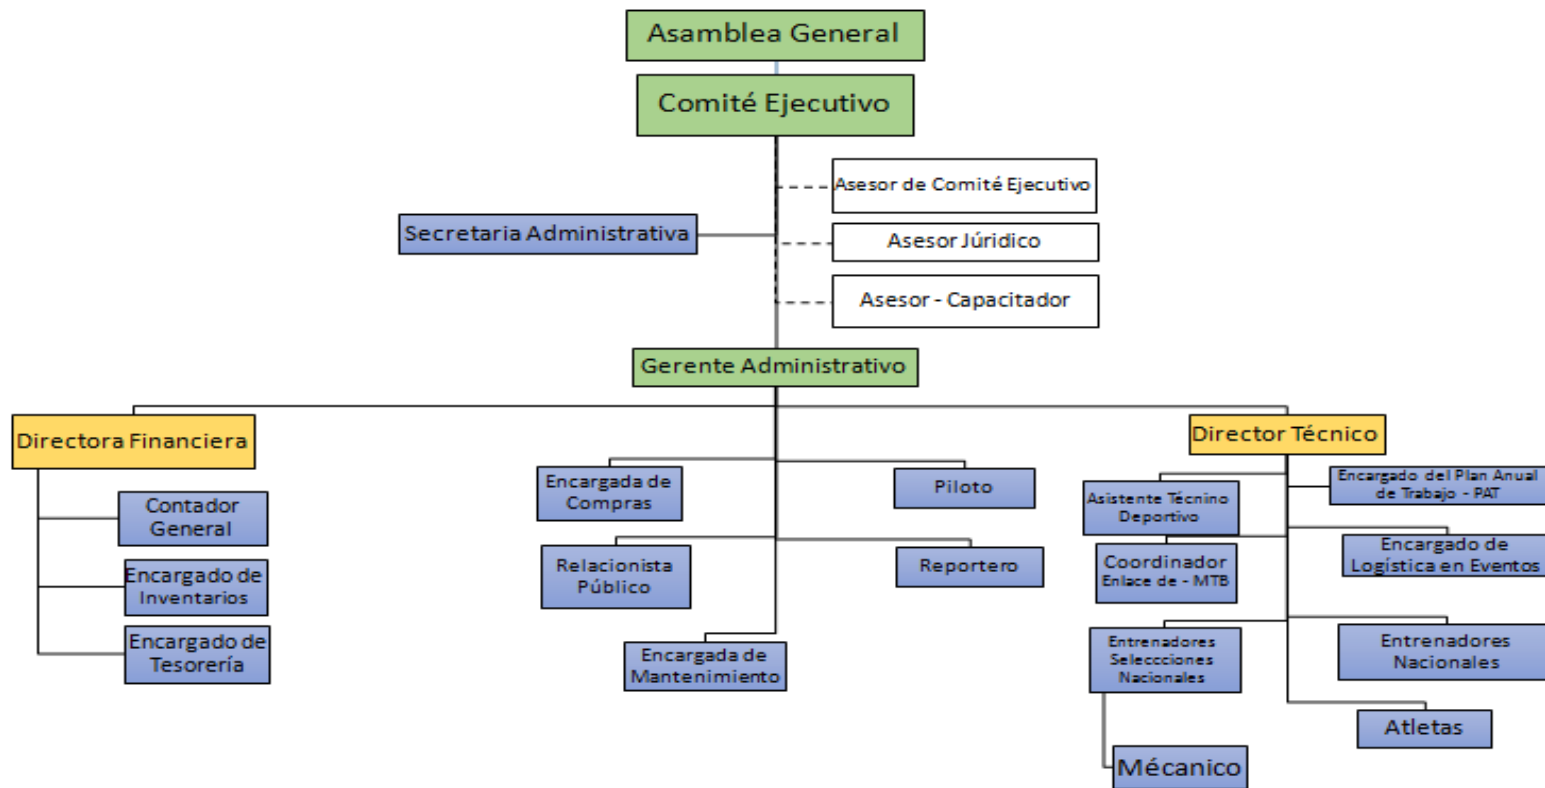 Asamblea General
Comité Ejecutivo
Asesor de Comité Ejecutivo
Secretaria Administrativa
Asesor Júridico
Asesor - Capacitador
Gerente Administrativo
Directora Financiera
Director Técnico
Contador
General
Encargado de
Inventarios
Encargado de
Tesorería
Encargada de
Compras
Piloto
Relacionista
Público
Reportero
Encargada de
Mantenimiento
Asistente Técnino
Deportivo
Encargado del Plan Anual
de Trabajo - PAT
Coordinador
Enlace de - MTB
Encargado de
Logística en Eventos
Entrenadores
Seleccciones
Nacionales
Entrenadores
Nacionales
Atletas
Mécanico